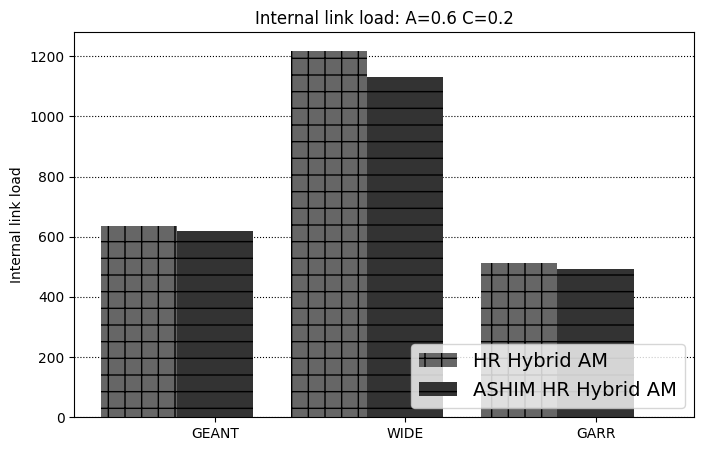 Internal link load: A=0.6 C=0.2
Internal link load
1200
1000
800
600
400
200
0
GEANT
WIDE
GARR
HR Hybrid AM
ASHIM HR Hybrid AM